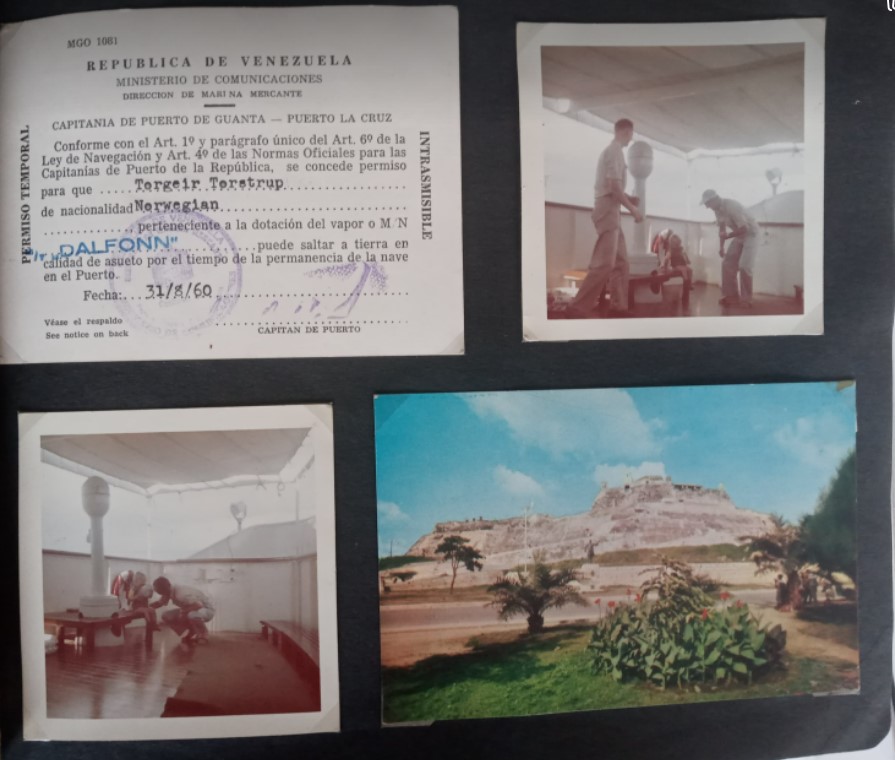 MGO 1081
REPUBLICA DE VENEZUELA
MINISTERIO DE COMUNICACIONES
DIRECCION DE MARINA MERCANTE
CAPITANIA DE PUERTO DE GUANTA — PUERTO LA CRUZ
PERMISO TEMPORAL
INTRASMISIBLE
Conforme con el Art. 1º y parágrafo único del Art. 6º de la
Ley de Navegación y Art. 4º de las Normas Oficiales para las
Capitanías de Puerto de la República, se concede permiso
para que ..... Torgeir Torstrup
de nacionalidad Norwegian
............., perteneciente a la dotación del vapor o M/N
"DALFONN" ............ puede saltar a tierra en
calidad de asueto por el tiempo de la permanencia de la nave
en el Puerto.
Fecha:... 31/8/60
Véase el respaldo
See notice on back
CAPITAN DE PUERTO